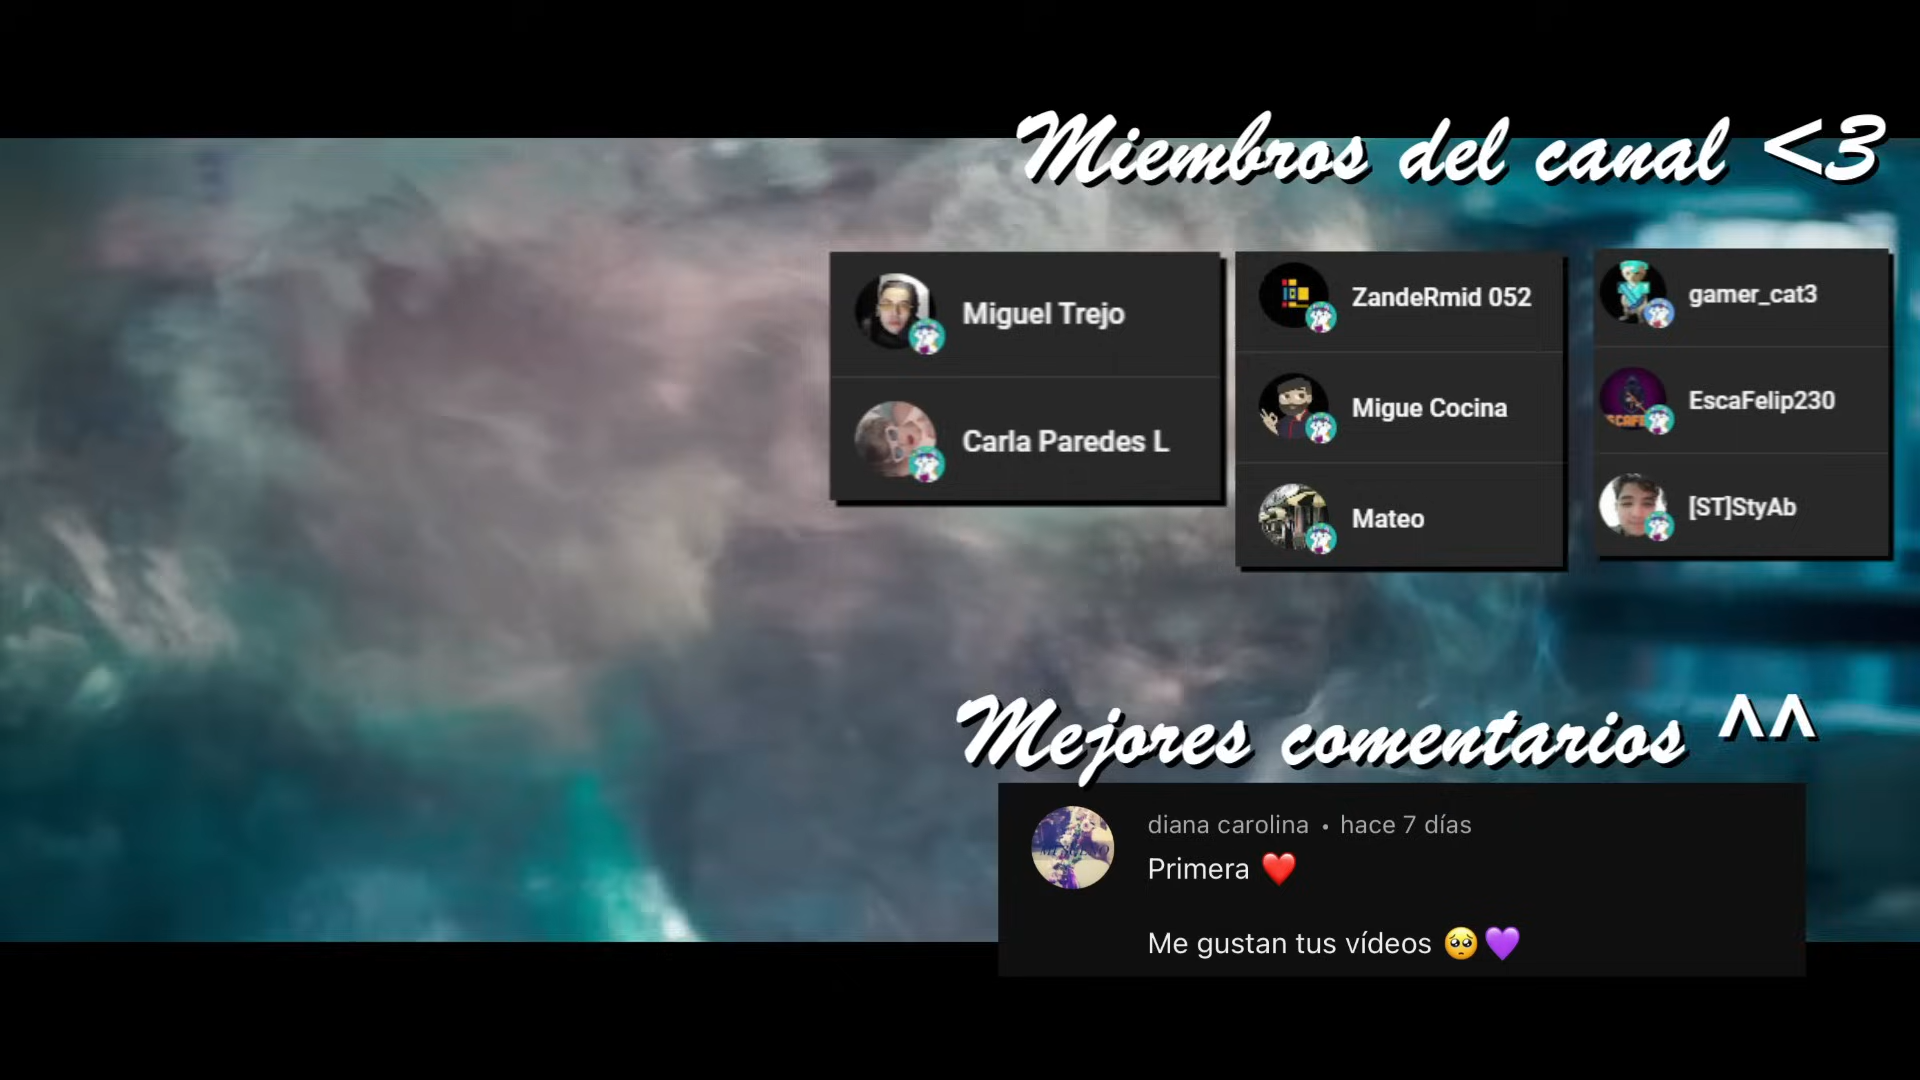 Miembros del canal <3
Miguel Trejo
Carla Paredes L
ZandeRmid 052
Migue Cocina
Mateo
gamer_cat3
EscaFelip230
[ST]StyAb
Mejores comentarios ^^
diana carolina • hace 7 días
Primera ❤️
Me gustan tus vídeos 🥺💜